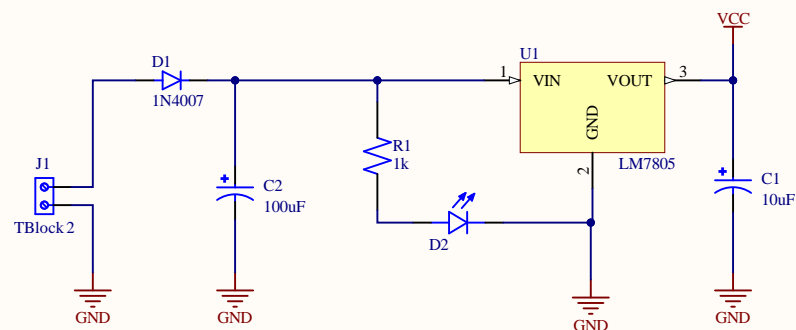 VCC
D1
U1
1
VIN
VOUT
3
1N4007
GND
R1
1k
J1
LM7805
2
C2
100uF
C1
10uF
TBlock 2
D2
GND
GND
GND
GND